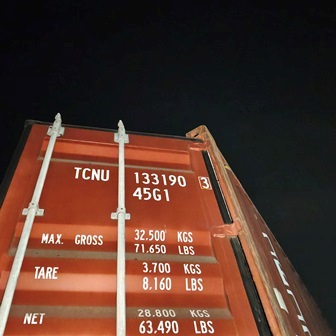 TCNU 133190 3
45G1
MAX. GROSS 32.500 KGS
71.650 LBS
TARE 3.700 KGS
8.160 LBS
NET 28.800 KGS
63.490 LBS